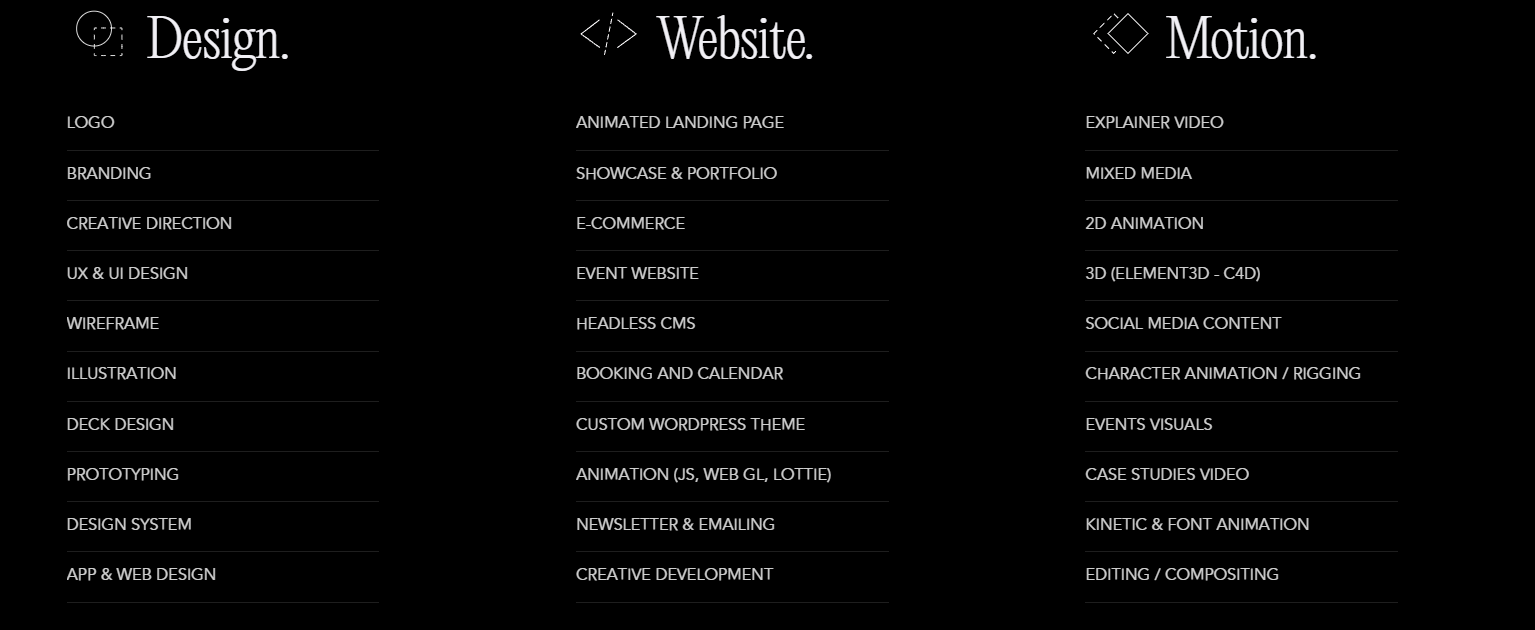 Design.
LOGO
BRANDING
CREATIVE DIRECTION
UX & UI DESIGN
WIREFRAME
ILLUSTRATION
DECK DESIGN
PROTOTYPING
DESIGN SYSTEM
APP & WEB DESIGN
Website.
ANIMATED LANDING PAGE
SHOWCASE & PORTFOLIO
E-COMMERCE
EVENT WEBSITE
HEADLESS CMS
BOOKING AND CALENDAR
CUSTOM WORDPRESS THEME
ANIMATION (JS, WEB GL, LOTTIE)
NEWSLETTER & EMAILING
CREATIVE DEVELOPMENT
Motion.
EXPLAINER VIDEO
MIXED MEDIA
2D ANIMATION
3D (ELEMENT3D - C4D)
SOCIAL MEDIA CONTENT
CHARACTER ANIMATION / RIGGING
EVENTS VISUALS
CASE STUDIES VIDEO
KINETIC & FONT ANIMATION
EDITING / COMPOSITING